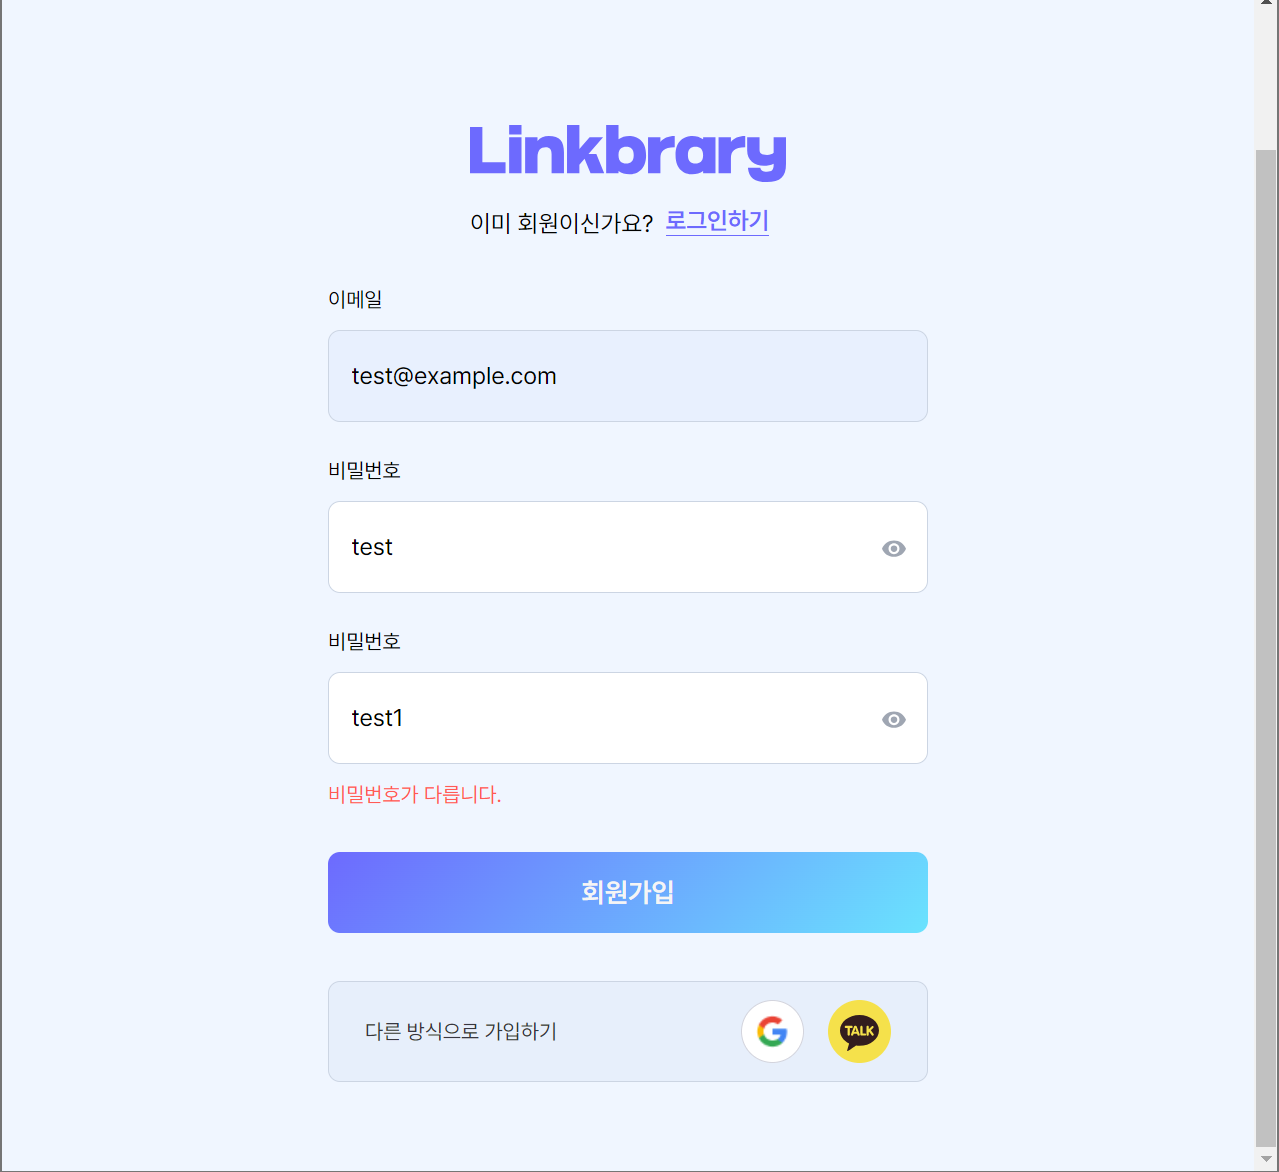 Linkbrary
이미 회원이신가요? 로그인하기
이메일
test@example.com
비밀번호
test
비밀번호
test1
비밀번호가 다릅니다.
회원가입
다른 방식으로 가입하기
G
TALK